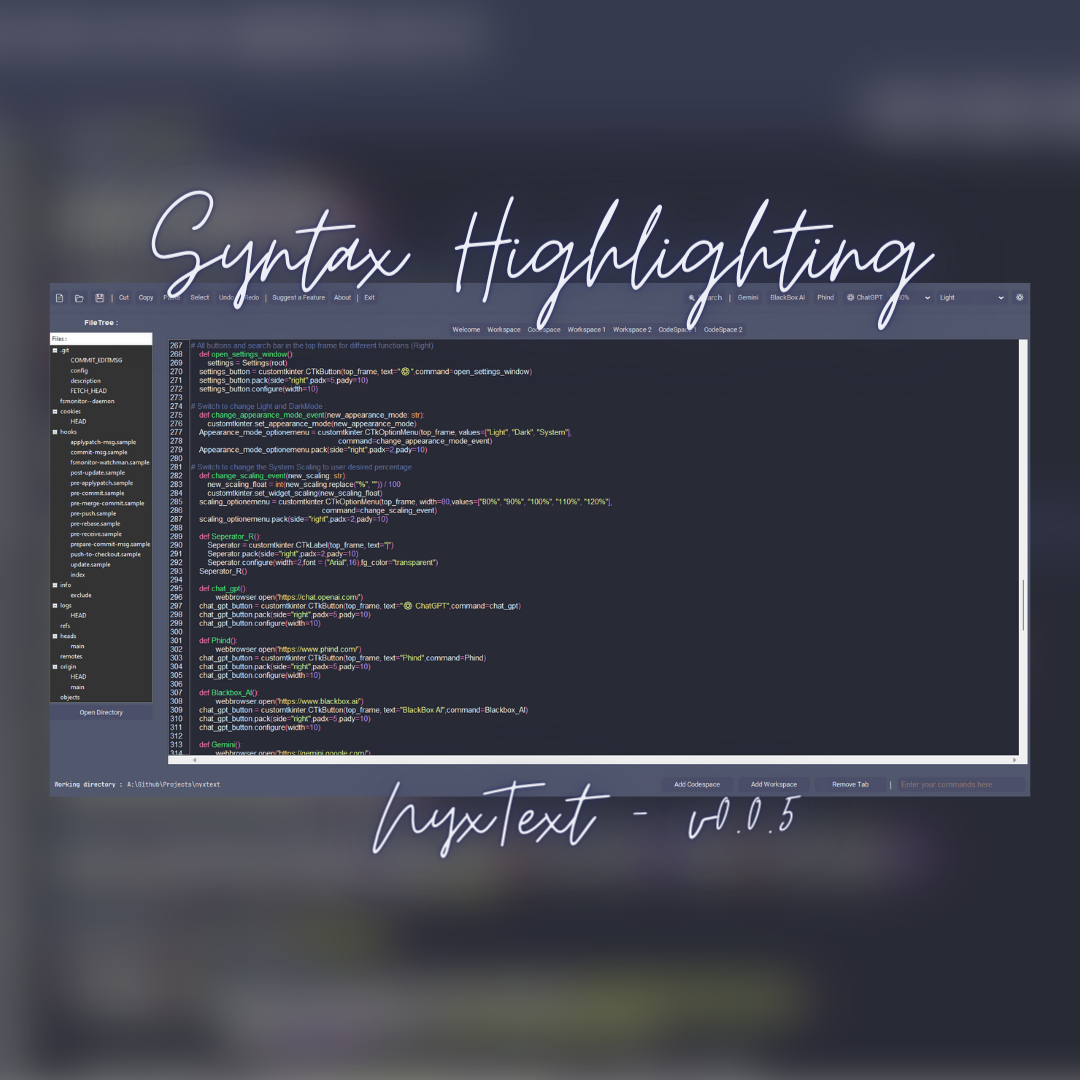 Syntax Highlighting
Cut Copy Paste Select Undo Redo | Suggest a Feature About | Exit
Search | Gemini BlackBox AI Phind ChatGPT Light
FileTree :
Welcome Workspace Codespace Workspace 1 Workspace 2 CodeSpace 1 CodeSpace 2
Files :
.git
COMMIT_EDITMSG
config
description
FETCH_HEAD
fsmonitor--daemon
cookies
HEAD
hooks
applypatch-msg.sample
commit-msg.sample
fsmonitor-watchman.sample
post-update.sample
pre-applypatch.sample
pre-commit.sample
pre-merge-commit.sample
pre-push.sample
pre-rebase.sample
pre-receive.sample
prepare-commit-msg.sample
push-to-checkout.sample
update.sample
index
info
exclude
logs
HEAD
refs
heads
main
remotes
origin
HEAD
main
objects
Open Directory
267 # All buttons and search bar in the top frame for different functions (Right)
268 def open_settings_window():
269 settings = Settings(root)
270 settings_button = customtkinter.CTkButton(top_frame, text="⚙",command=open_settings_window)
271 settings_button.pack(side="right",padx=5,pady=10)
272 settings_button.configure(width=10)
273
274 # Switch to change Light and DarkMode
275 def change_appearance_mode_event(new_appearance_mode: str):
276 customtkinter.set_appearance_mode(new_appearance_mode)
277 Appearance_mode_optionemenu = customtkinter.CTkOptionMenu(top_frame, values=["Light", "Dark", "System"],
278 command=change_appearance_mode_event)
279 Appearance_mode_optionemenu.pack(side="right",padx=2,pady=10)
280
281 # Switch to change the System Scaling to user desired percentage
282 def change_scaling_event(new_scaling: str):
283 new_scaling_float = int(new_scaling.replace("%", "")) / 100
284 customtkinter.set_widget_scaling(new_scaling_float)
285 scaling_optionemenu = customtkinter.CTkOptionMenu(top_frame, width=80,values=["80%", "90%", "100%", "110%", "120%"],
286 command=change_scaling_event)
287 scaling_optionemenu.pack(side="right",padx=2,pady=10)
288
289 def Seperator_R():
290 Seperator = customtkinter.CTkLabel(top_frame, text="|")
291 Seperator.pack(side="right",padx=2,pady=10)
292 Seperator.configure(width=2,font = ("Arial",16),fg_color="transparent")
293 Seperator_R()
294
295 def chat_gpt():
296 webbrowser.open("https://chat.openai.com/")
297 chat_gpt_button = customtkinter.CTkButton(top_frame, text="֎ ChatGPT",command=chat_gpt)
298 chat_gpt_button.pack(side="right",padx=5,pady=10)
299 chat_gpt_button.configure(width=10)
300
301 def Phind():
302 webbrowser.open("https://www.phind.com/")
303 chat_gpt_button = customtkinter.CTkButton(top_frame, text="Phind",command=Phind)
304 chat_gpt_button.pack(side="right",padx=5,pady=10)
305 chat_gpt_button.configure(width=10)
306
307 def Blackbox_AI():
308 webbrowser.open("https://www.blackbox.ai/")
309 chat_gpt_button = customtkinter.CTkButton(top_frame, text="BlackBox AI",command=Blackbox_AI)
310 chat_gpt_button.pack(side="right",padx=5,pady=10)
311 chat_gpt_button.configure(width=10)
312
313 def Gemini():
314 webbrowser.open("https://gemini.google.com/")
Working directory : A:\Github\Projects\nyxtext
Add Codespace Add Workspace Remove Tab | Enter your commands here
NyxText - v0.0.5